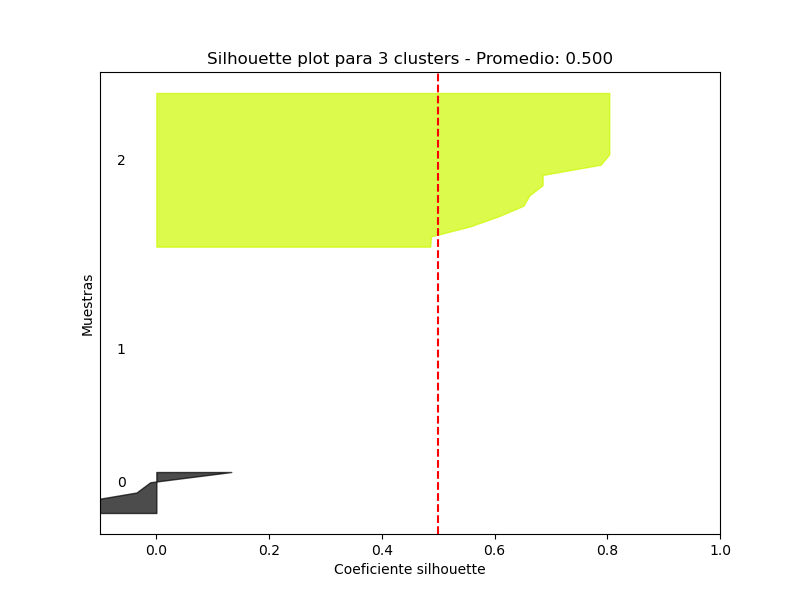 Silhouette plot para 3 clusters - Promedio: 0.500
2
1
0
Muestras
0.0 0.2 0.4 0.6 0.8 1.0
Coeficiente silhouette